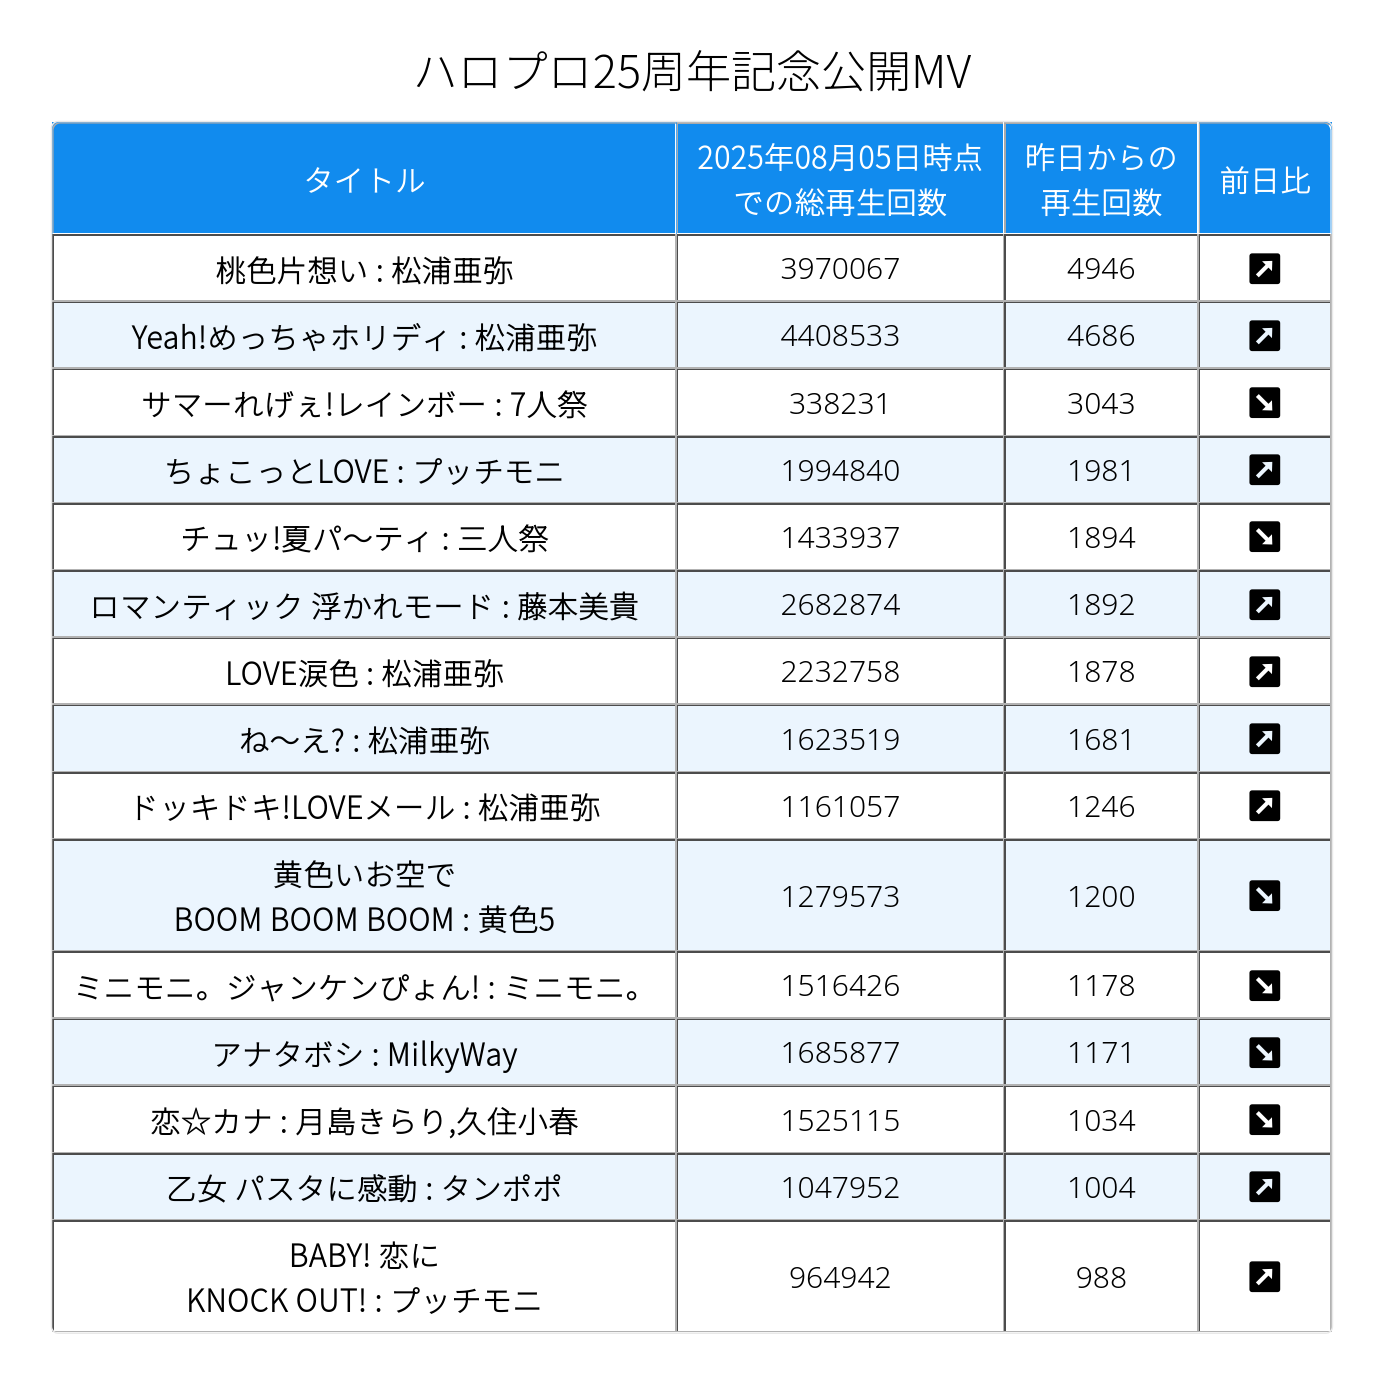 ハロプロ25周年記念公開MV
タイトル
2025年08月05日時点
での総再生回数
昨日からの
再生回数
前日比
桃色片想い : 松浦亜弥 3970067 4946
Yeah!めっちゃホリディ : 松浦亜弥 4408533 4686
サマーれげぇ!レインボー : 7人祭 338231 3043
ちょこっとLOVE : プッチモニ 1994840 1981
チュッ!夏パ〜ティ : 三人祭 1433937 1894
ロマンティック 浮かれモード : 藤本美貴 2682874 1892
LOVE涙色 : 松浦亜弥 2232758 1878
ね〜え? : 松浦亜弥 1623519 1681
ドッキドキ!LOVEメール : 松浦亜弥 1161057 1246
黄色いお空で
BOOM BOOM BOOM : 黄色5 1279573 1200
ミニモニ。ジャンケンぴょん! : ミニモニ。 1516426 1178
アナタボシ : MilkyWay 1685877 1171
恋☆カナ : 月島きらり,久住小春 1525115 1034
乙女 パスタに感動 : タンポポ 1047952 1004
BABY! 恋に
KNOCK OUT! : プッチモニ 964942 988